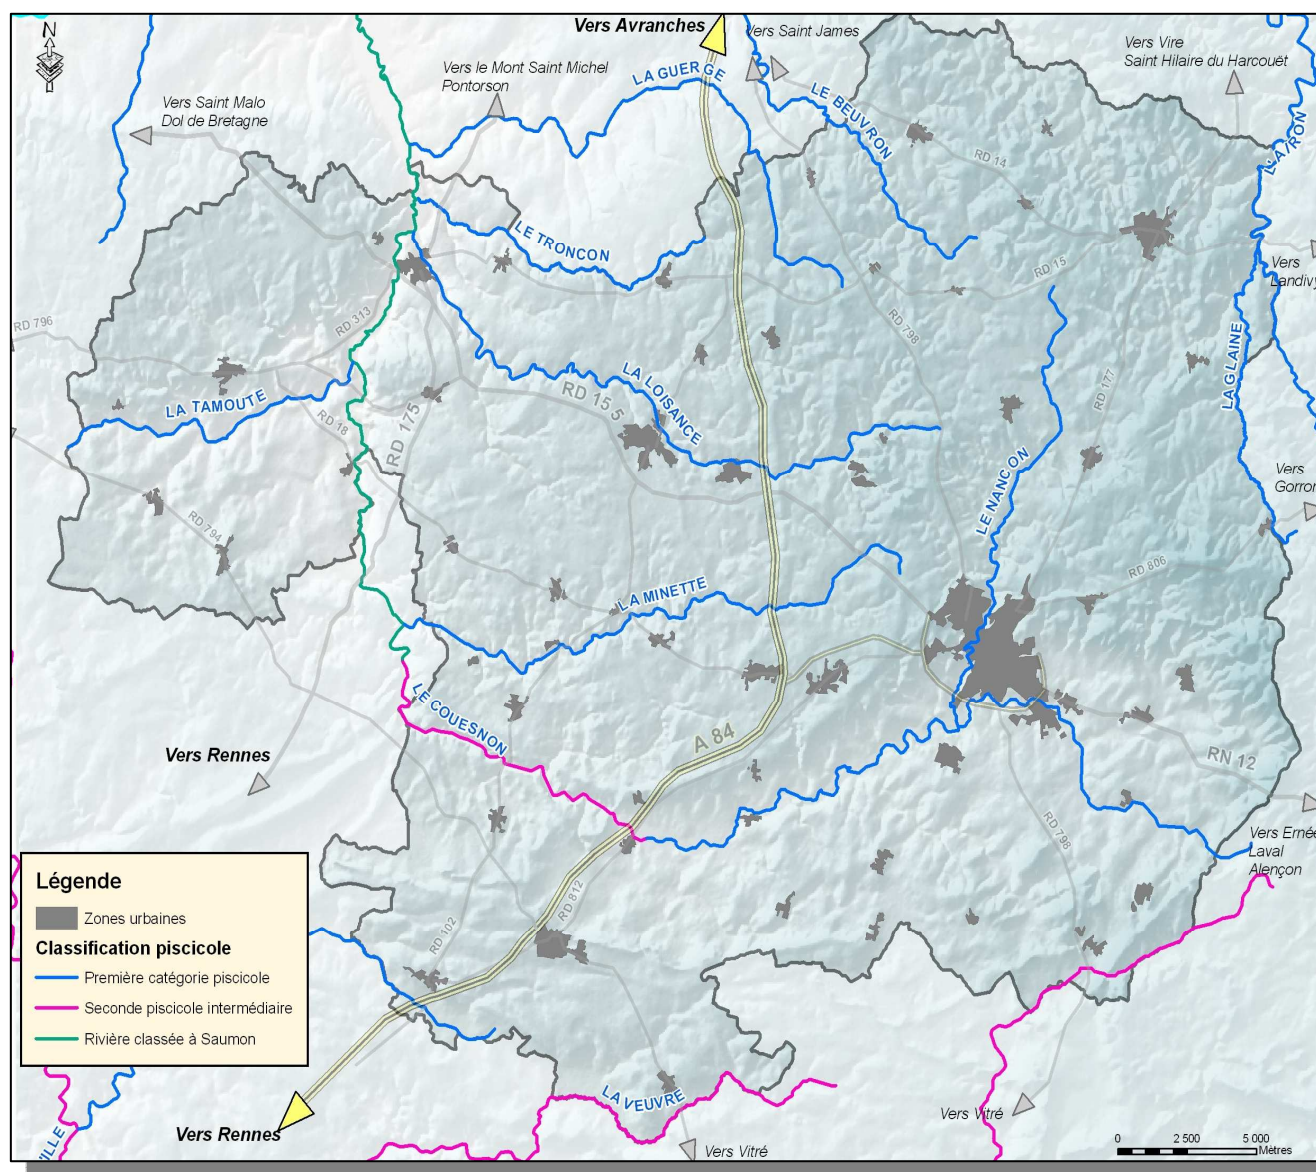 N
Vers Avranches
Vers Saint James
Vers Vire
Saint Hilaire du Harcouët
Vers le Mont Saint Michel
Pontorson
Vers Saint Malo
Dol de Bretagne
LA GUERGE
LE BEUVRON
L'AIRON
RD 14
LE TRONCON
RD 15
Vers
Landivy
RD 796
RD 313
RD 798
LA GLAINE
LA TAMOUTE
RD 18
RD 175
RD 15 5
LA LOISANCE
RD 177
LE NANCON
Vers
Gorron
RD 794
LA MINETTE
RD 806
LE COUESNON
A 84
Vers Rennes
RN 12
RD 798
Vers Ernée
Laval
Alençon
RD 812
RD 102
Légende
Zones urbaines
Classification piscicole
Première catégorie piscicole
Seconde piscicole intermédiaire
Rivière classée à Saumon
LA VEUVRE
Vers Vitré
Vers Rennes
Vers Vitré
ILLE
0 2 500 5 000
Mètres